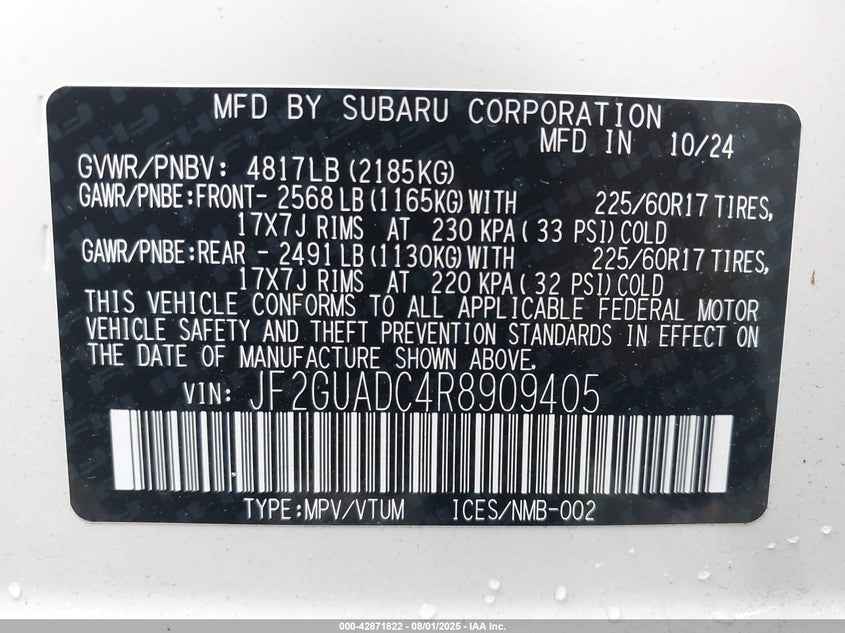 MFD BY SUBARU CORPORATION
MFD IN 10/24
GVWR/PNBV: 4817LB (2185KG)
GAWR/PNBE:FRONT- 2568 LB (1165KG) WITH 225/60R17 TIRES,
17X7J RIMS AT 230 KPA ( 33 PSI) COLD
GAWR/PNBE:REAR - 2491 LB (1130KG) WITH 225/60R17 TIRES,
17X7J RIMS AT 220 KPA ( 32 PSI) COLD
THIS VEHICLE CONFORMS TO ALL APPLICABLE FEDERAL MOTOR
VEHICLE SAFETY AND THEFT PREVENTION STANDARDS IN EFFECT ON
THE DATE OF MANUFACTURE SHOWN ABOVE.
VIN: JF2GUADC4R8909405
TYPE:MPV/VTUM ICES/NMB-002
000-42871822 - 08/01/2025 - IAA Inc.